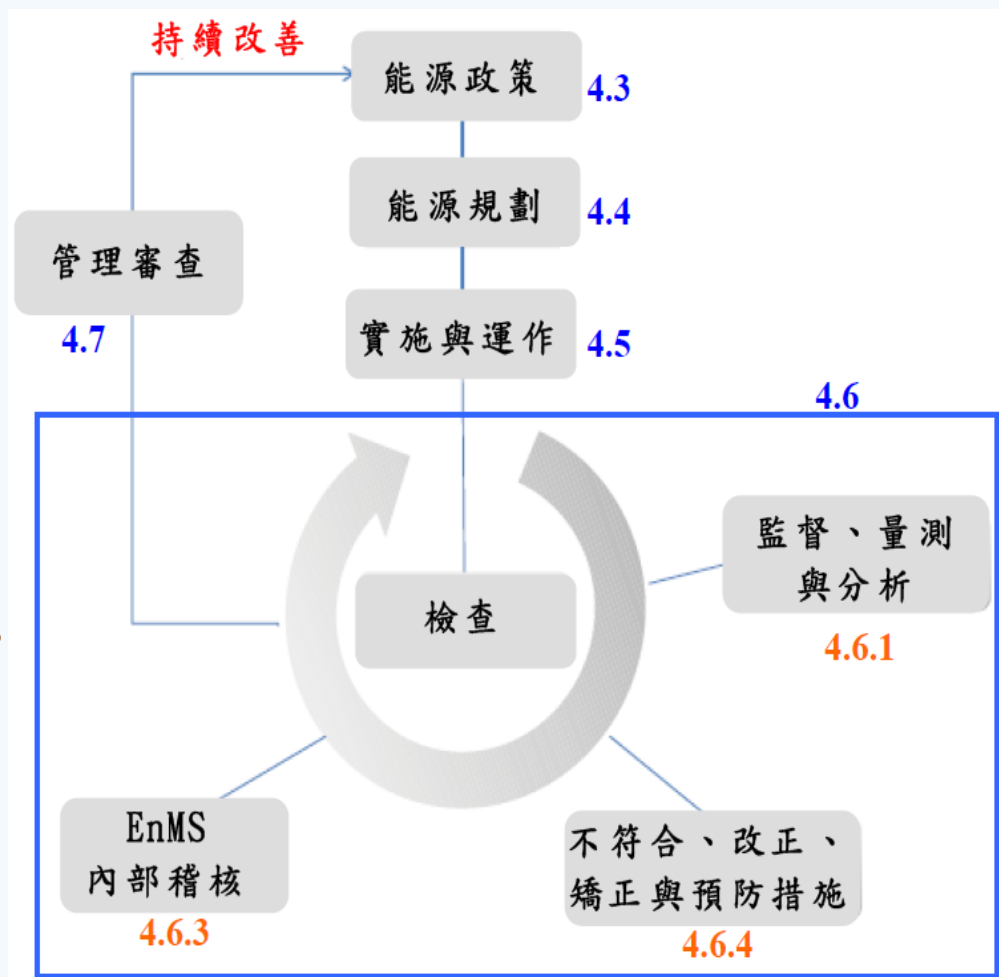 持續改善
能源政策
4.3
能源規劃
4.4
管理審查
4.7
實施與運作
4.5
4.6
監督、量測
與分析
4.6.1
檢查
EnMS
內部稽核
4.6.3
不符合、改正、
矯正與預防措施
4.6.4